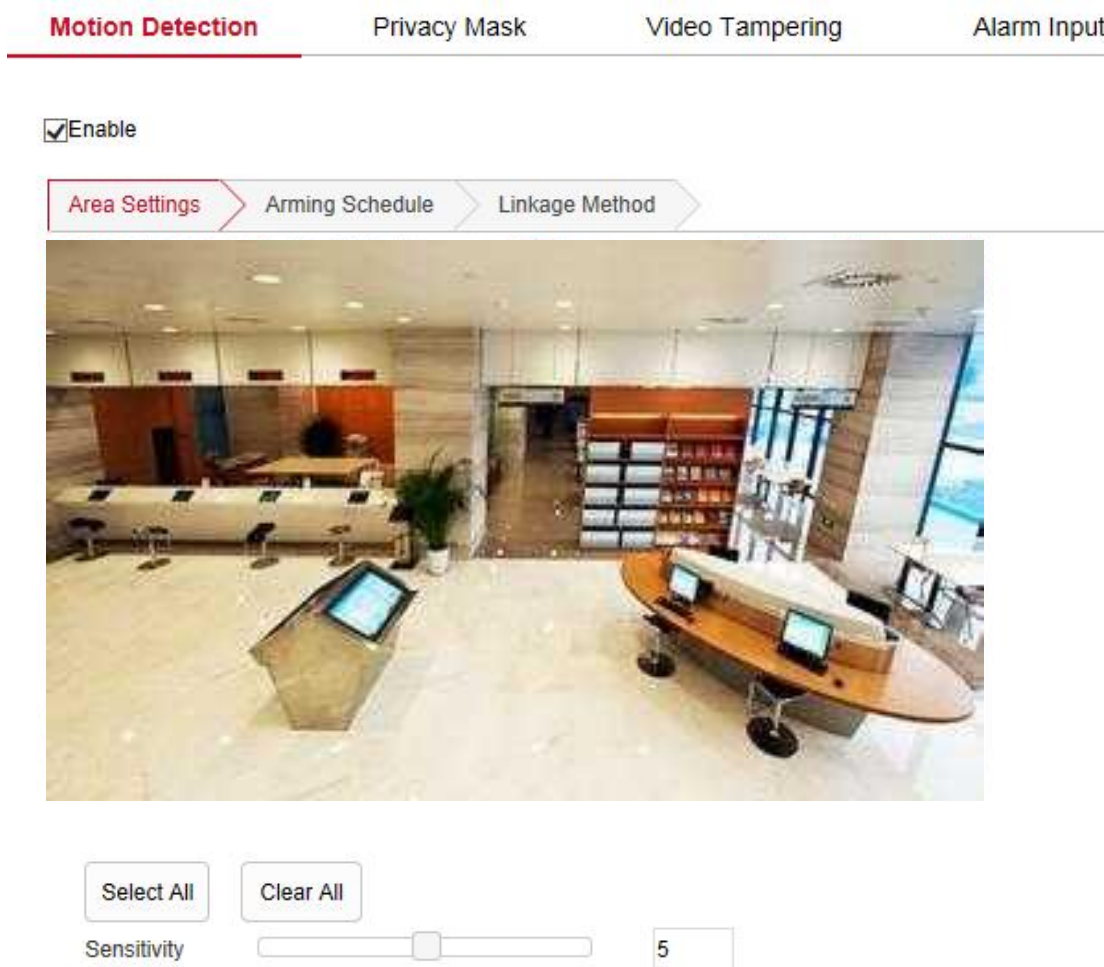 Motion Detection Privacy Mask Video Tampering Alarm Input
Enable
Area Settings Arming Schedule Linkage Method
Select All Clear All
Sensitivity 5